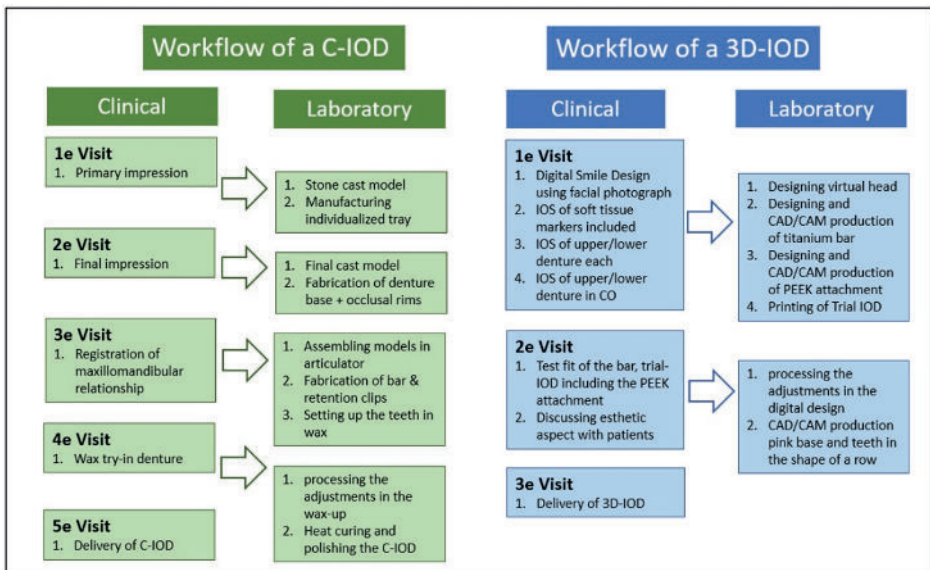 Workflow of a C-IOD
Clinical
Laboratory
1e Visit
1. Primary impression
1. Stone cast model
2. Manufacturing
individualized tray
2e Visit
1. Final impression
1. Final cast model
2. Fabrication of denture
base + occlusal rims
3e Visit
1. Registration of
maxillomandibular
relationship
1. Assembling models in
articulator
2. Fabrication of bar &
retention clips
3. Setting up the teeth in
wax
4e Visit
1. Wax try-in denture
1. processing the
adjustments in the
wax-up
2. Heat curing and
polishing the C-IOD
5e Visit
1. Delivery of C-IOD
Workflow of a 3D-IOD
Clinical
Laboratory
1e Visit
1. Digital Smile Design
using facial photograph
2. IOS of soft tissue
markers included
3. IOS of upper/lower
denture each
4. IOS of upper/lower
denture in CO
1. Designing virtual head
2. Designing and
CAD/CAM production
of titanium bar
3. Designing and
CAD/CAM production
of PEEK attachment
4. Printing of Trial IOD
2e Visit
1. Test fit of the bar, trial-
IOD including the PEEK
attachment
2. Discussing esthetic
aspect with patients
1. processing the
adjustments in the
digital design
2. CAD/CAM production
pink base and teeth in
the shape of a row
3e Visit
1. Delivery of 3D-IOD